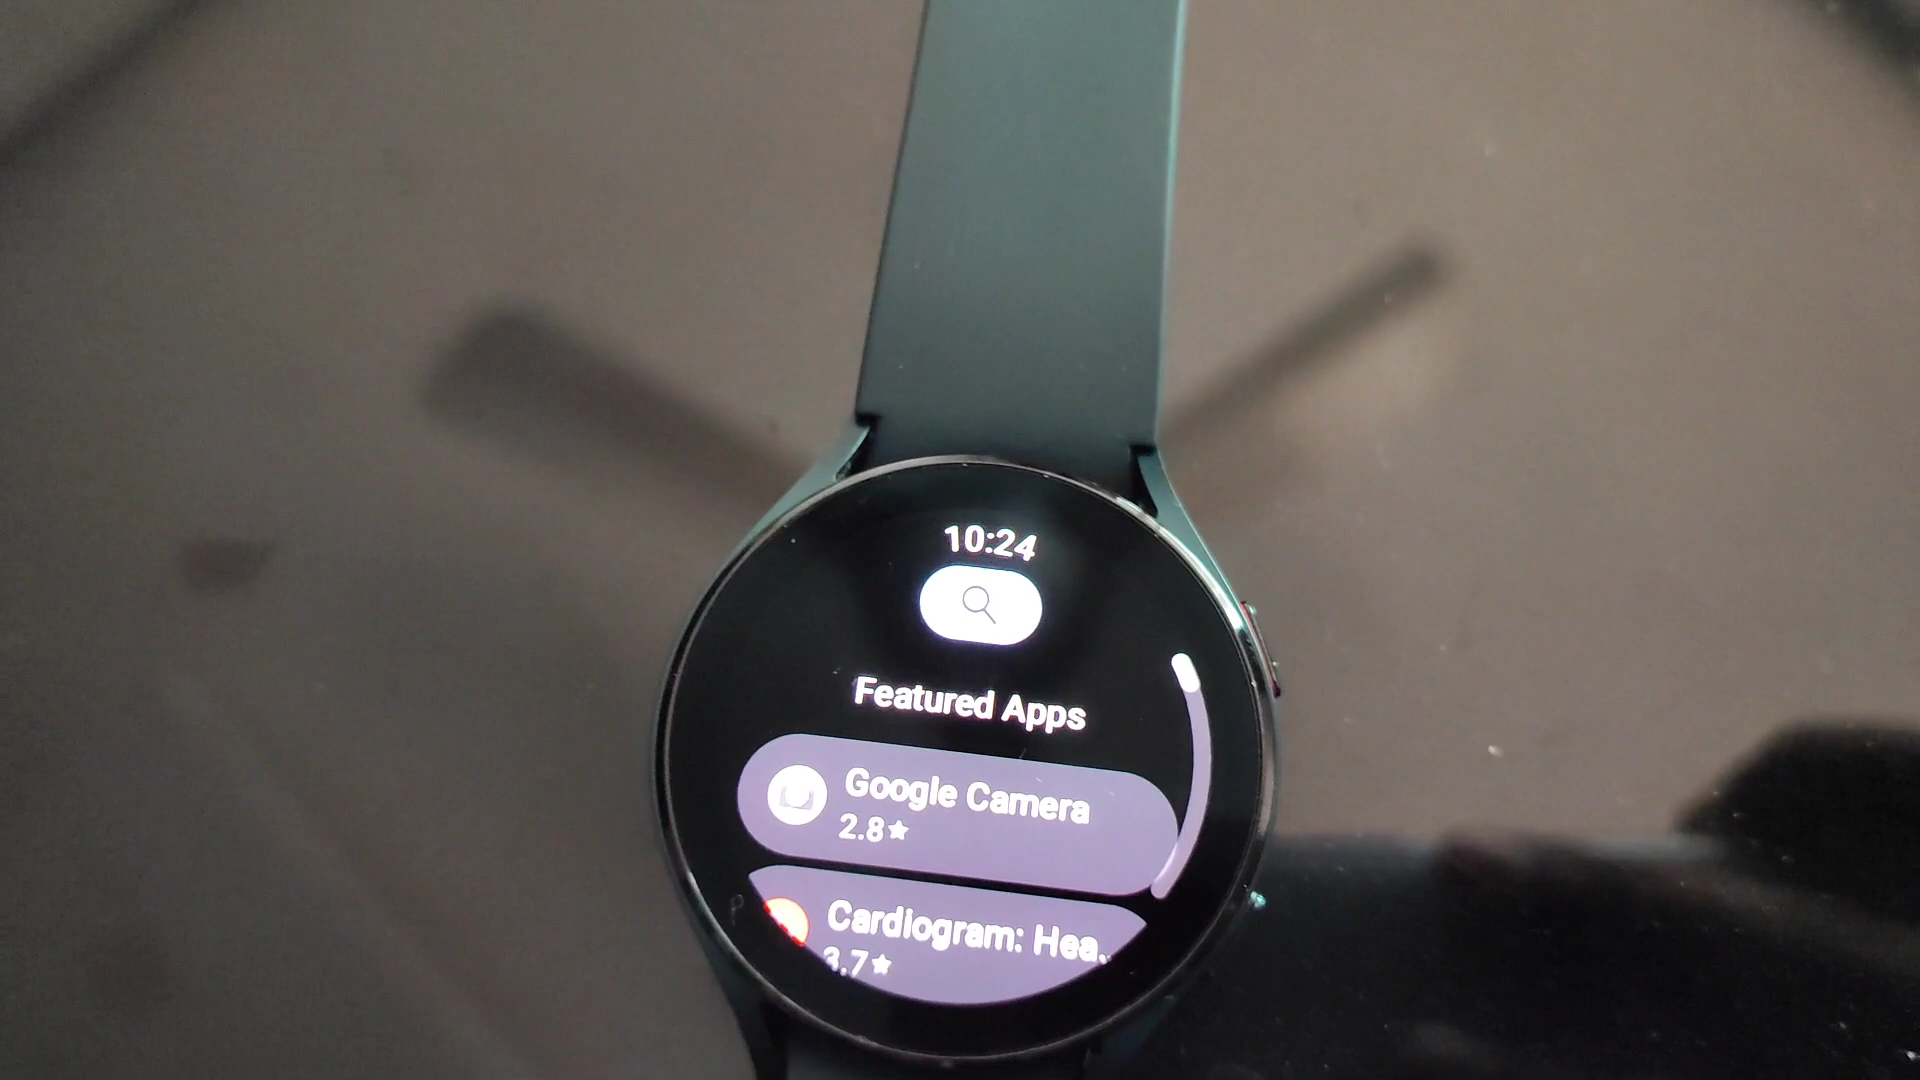 10:24
Featured Apps
Google Camera
2.8★
Cardiogram: Hea..
3.7★